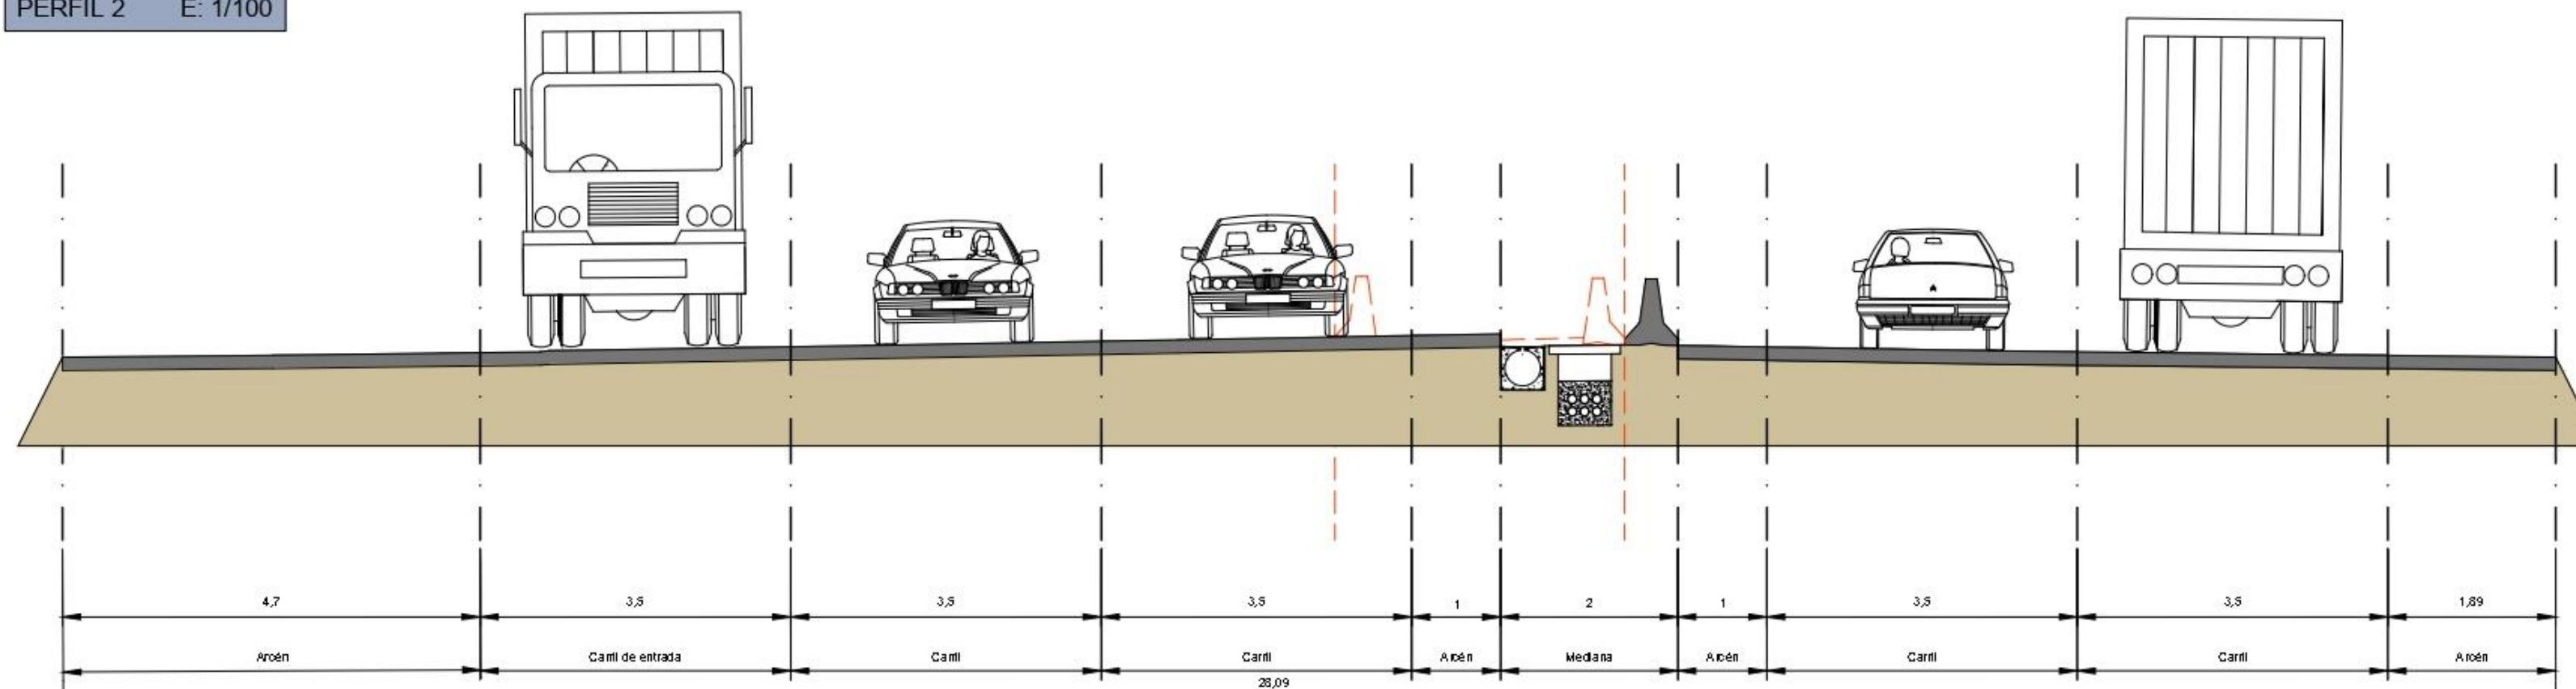 PERFIL 2 E: 1/100
4,7 3,5 3,5 3,5 1 2 1 3,5 3,5 1,89
Arcén Carril de entrada Carril Carril Arcén Mediana Arcén Carril Carril Arcén
28,09